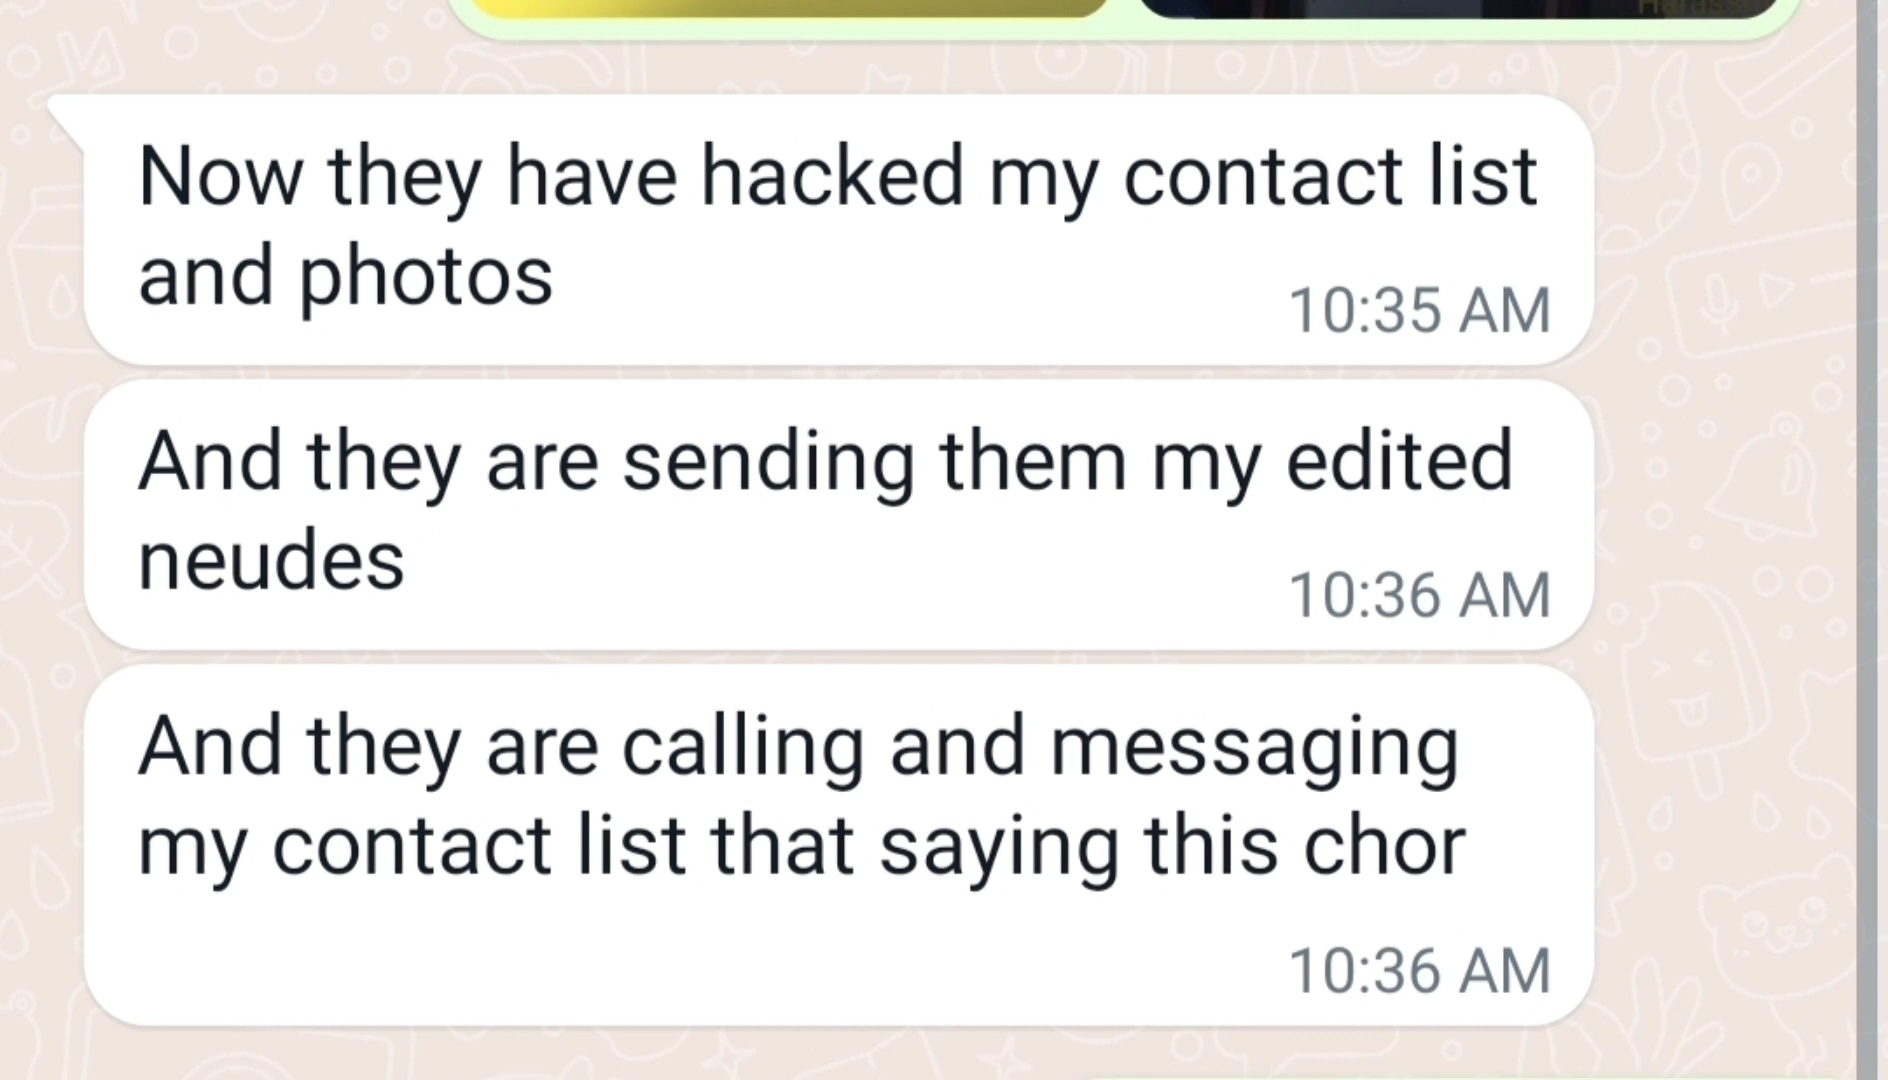 Harass
Now they have hacked my contact list
and photos
10:35 AM
And they are sending them my edited
neudes
10:36 AM
And they are calling and messaging
my contact list that saying this chor
10:36 AM